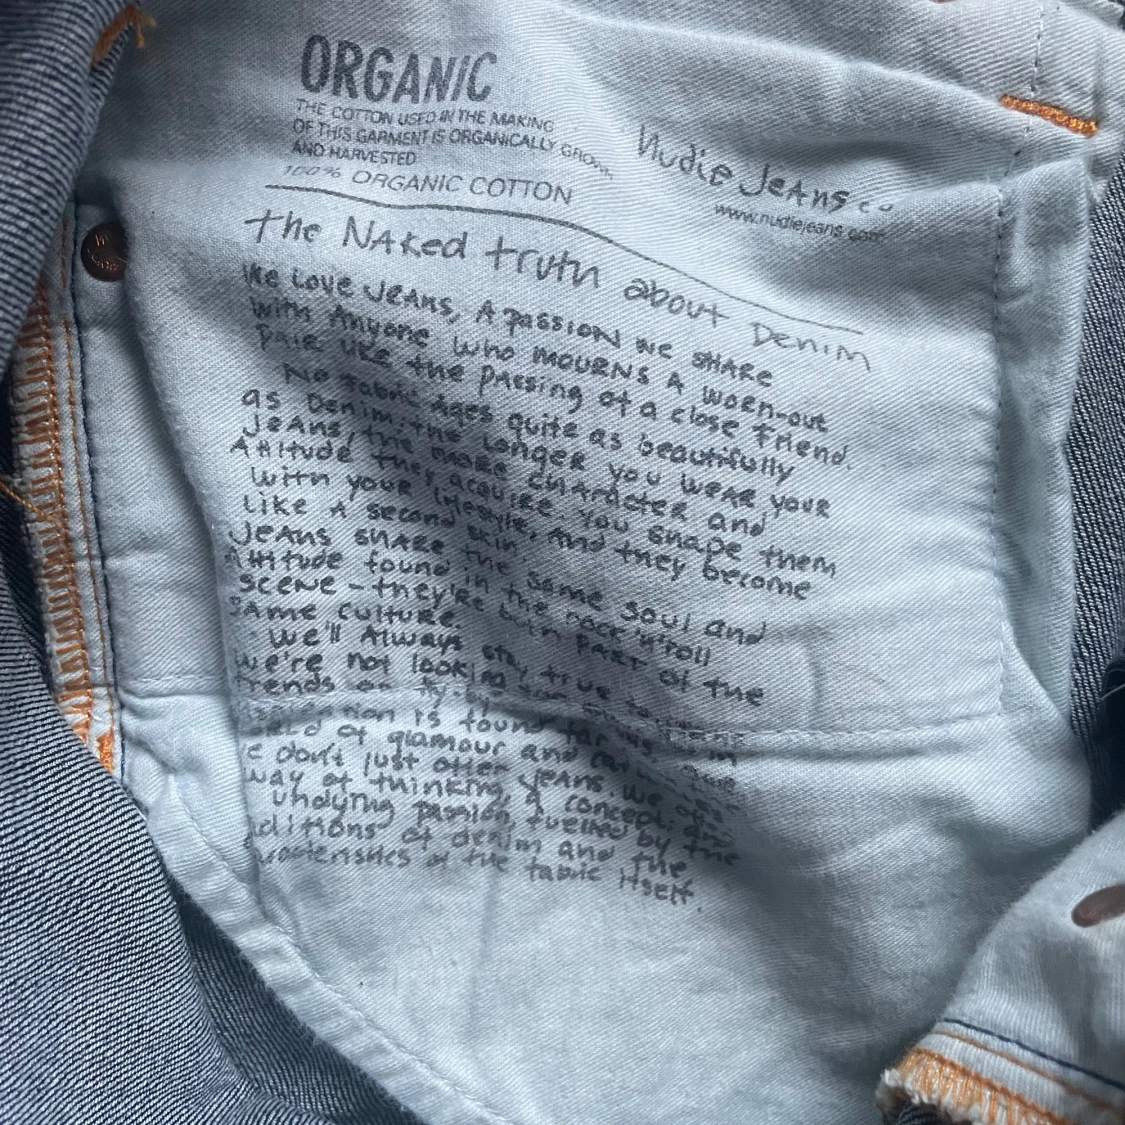 ORGANIC
THE COTTON USED IN THE MAKING
OF THIS GARMENT IS ORGANICALLY GROWN
AND HARVESTED
100% ORGANIC COTTON
Nudie Jeans co
www.nudiejeans.com
the NAked truth about Denim
We Love Jeans, A passion we share
with Anyone who mourns A worn-out
pair like the passing of a close friend.
No fabric Ages quite as beautifully
as Denim; the longer you wear your
Jeans, the more character and
Attitude they acquire. You shape them
with your lifestyle, And they become
like A second skin.
Jeans share the same soul and
Attitude found in the rock'n'roll
scene – they're both part of the
same culture.
We'll Always stay true to
we're not looking for
trends or
is found far
of glamour and
don't just offer jeans. We offer
way of thinking, a concept, and
undying passion, fuelled by the
of denim and the
of the fabric itself.